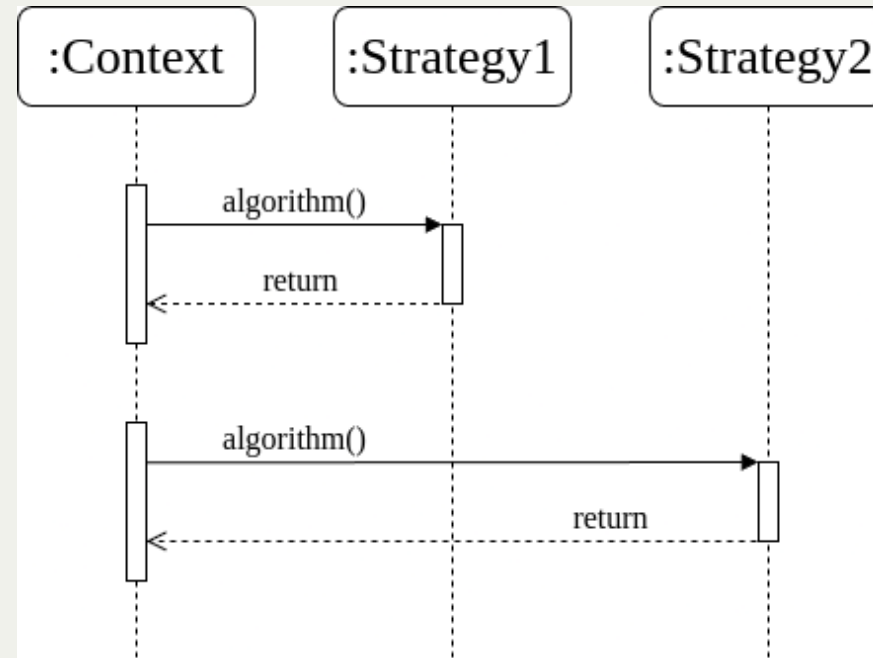 :Context
:Strategy1
:Strategy2
algorithm()
return
algorithm()
return